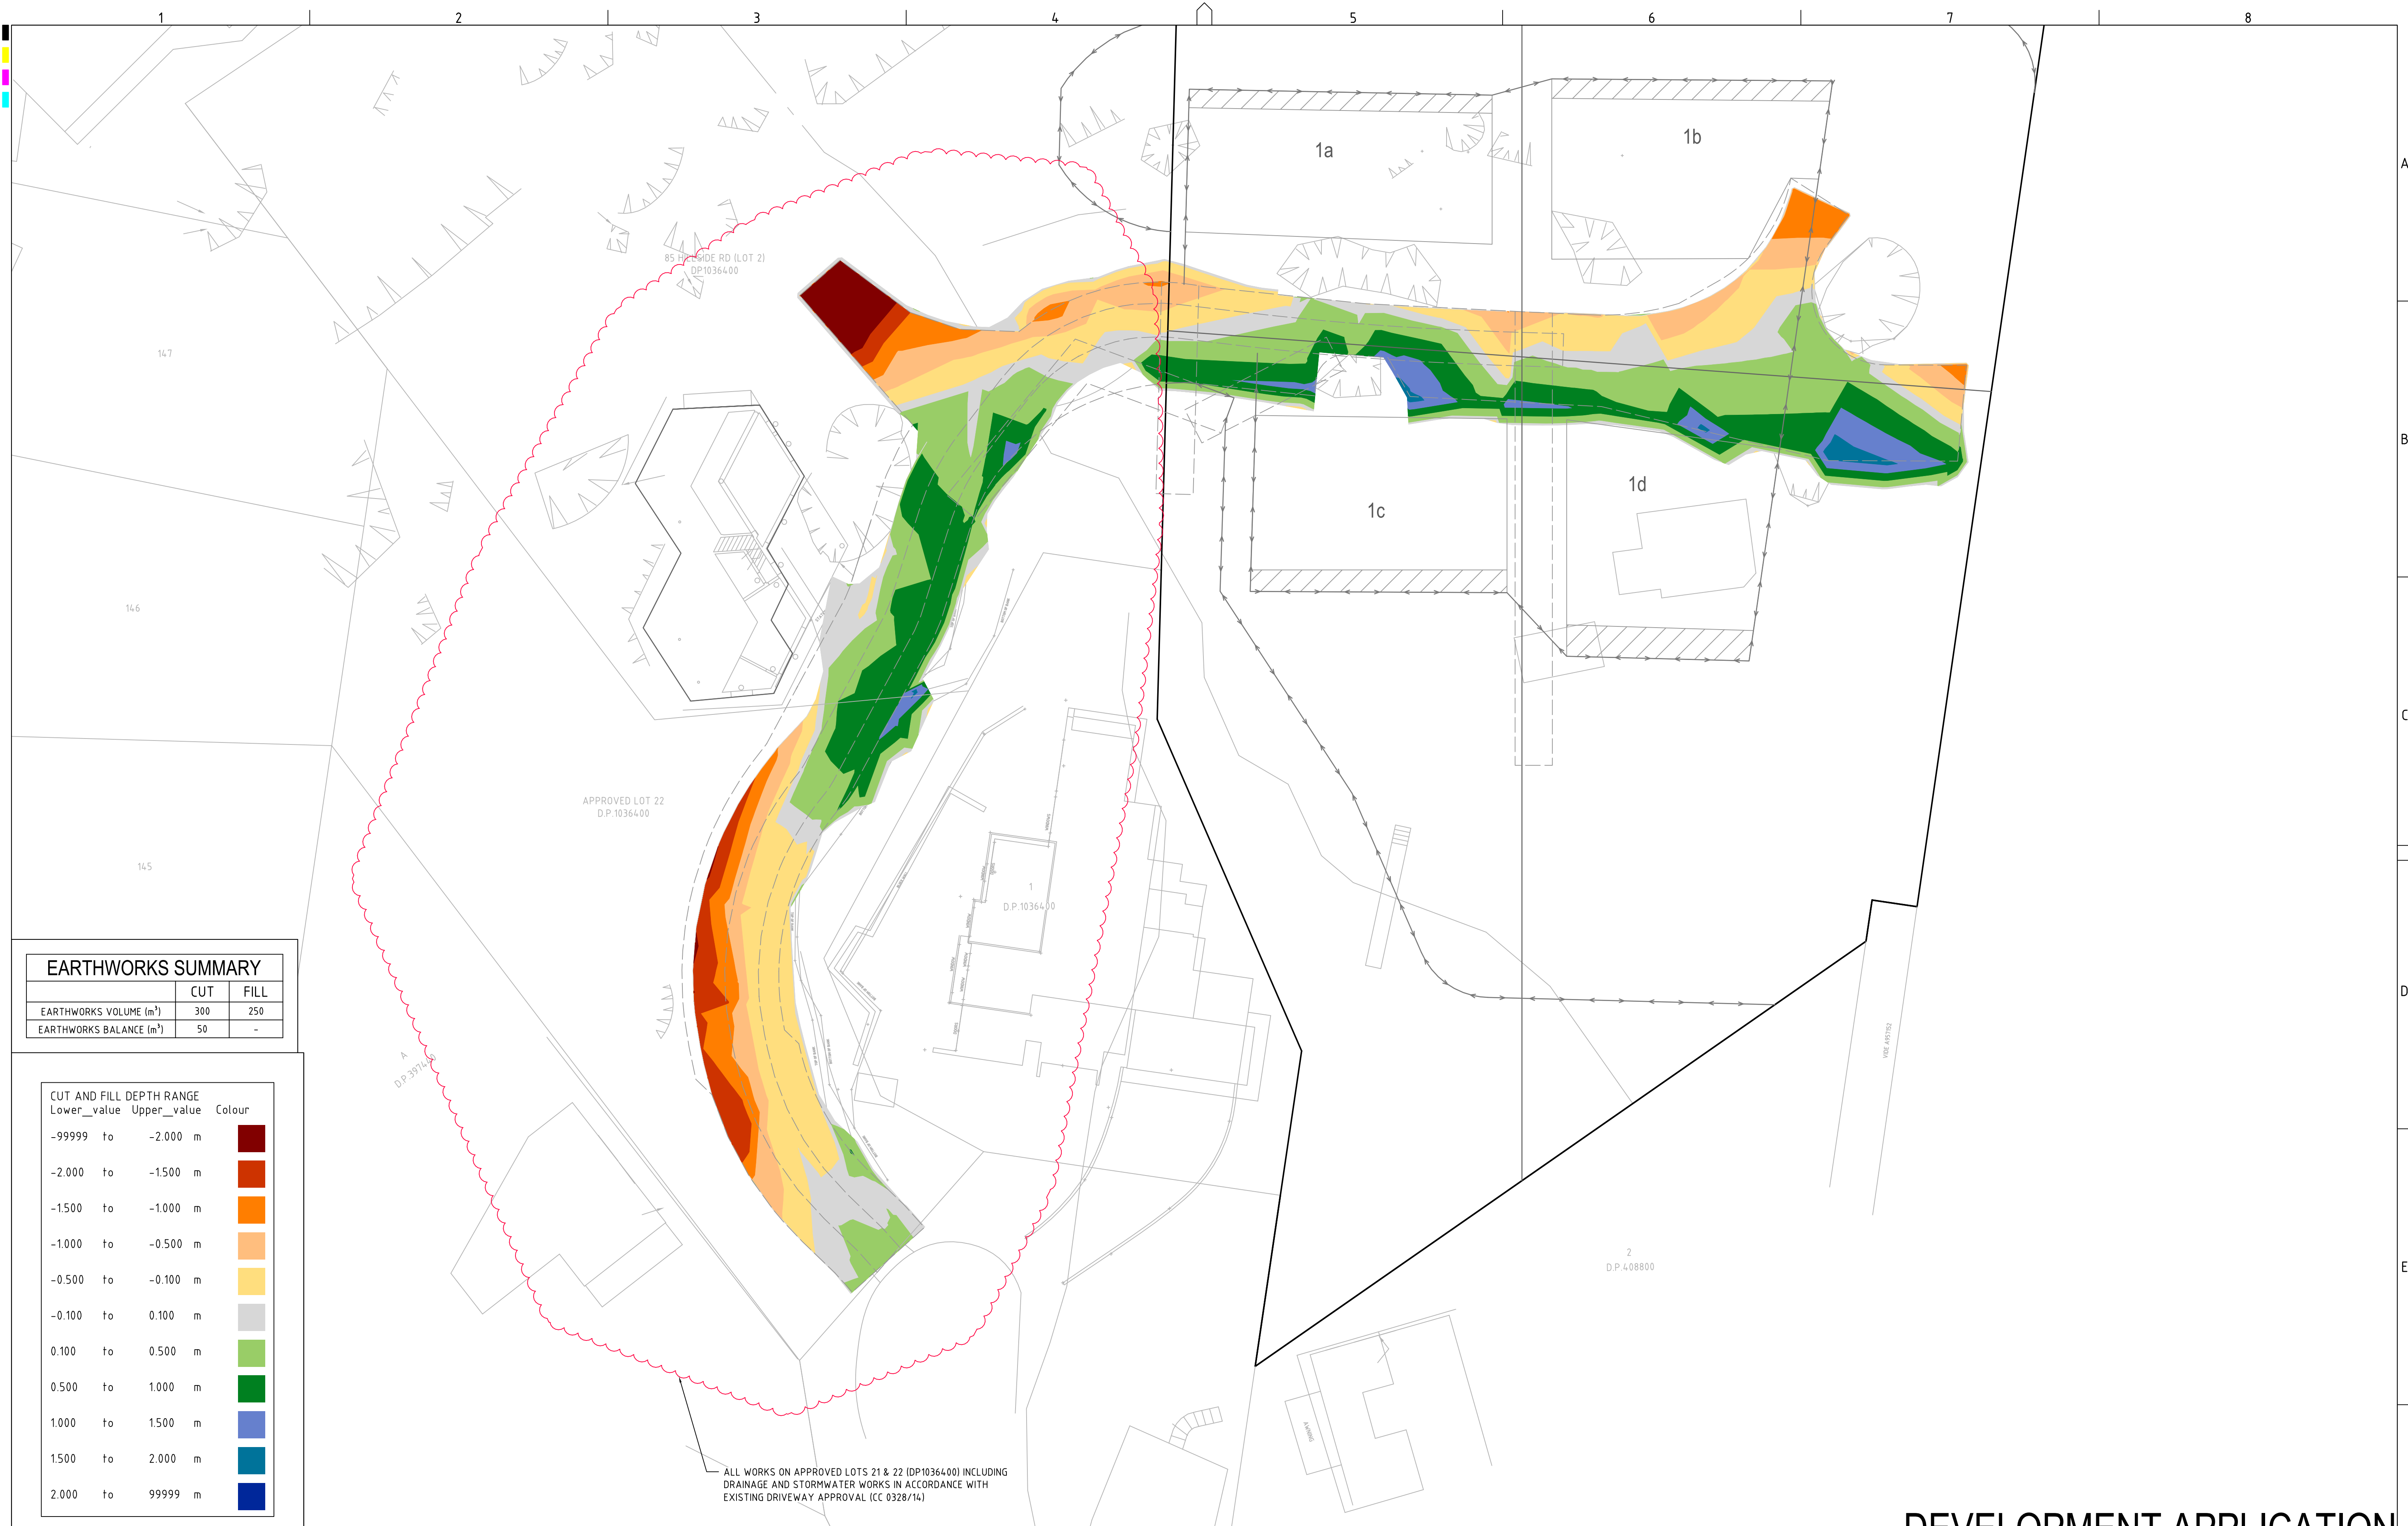 1 2 3 4 5 6 7 8
A
B
C
D
E
1a
1b
1c
1d
85 HILLSIDE RD (LOT 2)
DP1036400
147
146
145
APPROVED LOT 22
D.P.1036400
1
D.P.1036400
A
D.P.397440
VIDE A957152
2
D.P.408800
AWNING
EARTHWORKS SUMMARY
CUT FILL
EARTHWORKS VOLUME (m³) 300 250
EARTHWORKS BALANCE (m³) 50 -
CUT AND FILL DEPTH RANGE
Lower_value Upper_value Colour
-99999 to -2.000 m
-2.000 to -1.500 m
-1.500 to -1.000 m
-1.000 to -0.500 m
-0.500 to -0.100 m
-0.100 to 0.100 m
0.100 to 0.500 m
0.500 to 1.000 m
1.000 to 1.500 m
1.500 to 2.000 m
2.000 to 99999 m
ALL WORKS ON APPROVED LOTS 21 & 22 (DP1036400) INCLUDING
DRAINAGE AND STORMWATER WORKS IN ACCORDANCE WITH
EXISTING DRIVEWAY APPROVAL (CC 0328/14)
DEVELOPMENT APPLICATION